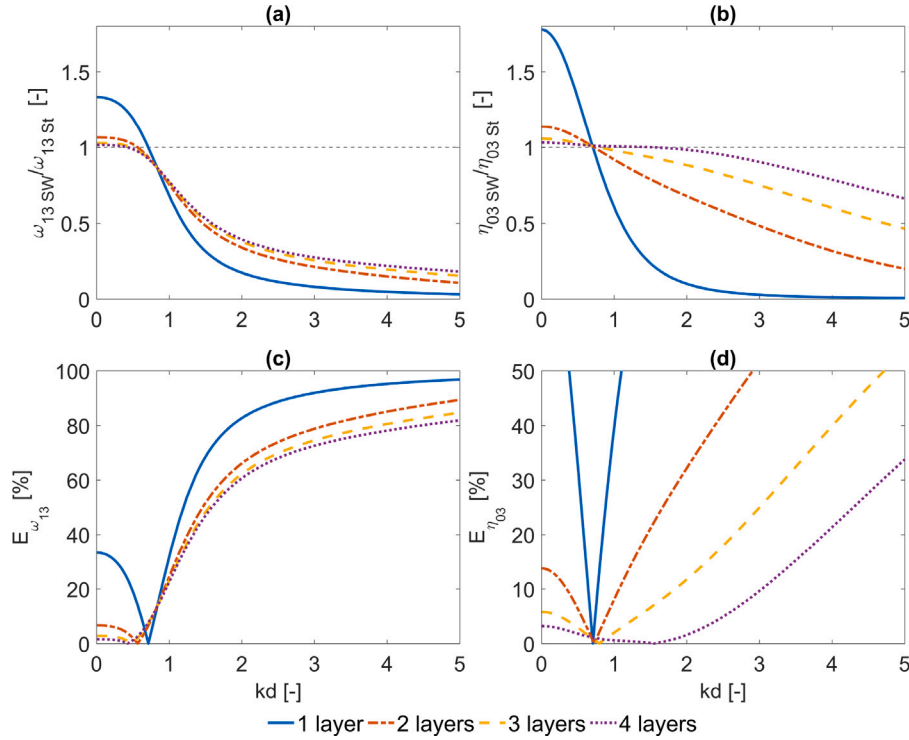 (a)
(b)
ω13 SW/ω13 St [-]
1.5
1
0.5
0
0 1 2 3 4 5
η03 SW/η03 St [-]
1.5
1
0.5
0
0 1 2 3 4 5
(c)
(d)
Eω13 [%]
100
80
60
40
20
0
0 1 2 3 4 5
kd [-]
Eη03 [%]
50
40
30
20
10
0
0 1 2 3 4 5
kd [-]
1 layer 2 layers 3 layers 4 layers